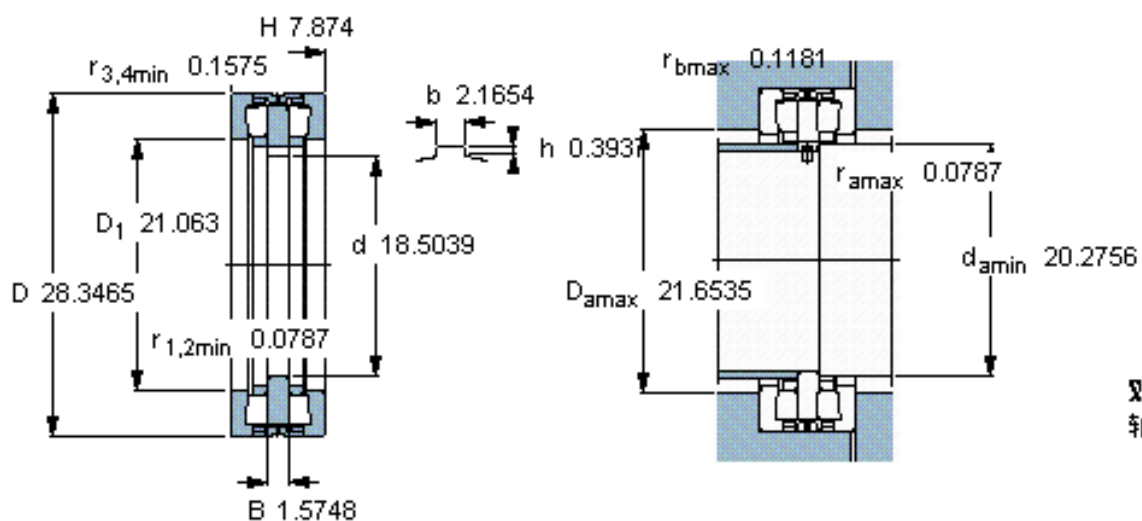 H 7.874
r3,4min 0.1575
b 2.1654
h 0.3937
D1 21.063
d 18.5039
D 28.3465
r1,2min 0.0787
B 1.5748
rbmax 0.1181
ramax 0.0787
damin 20.2756
Damax 21.6535